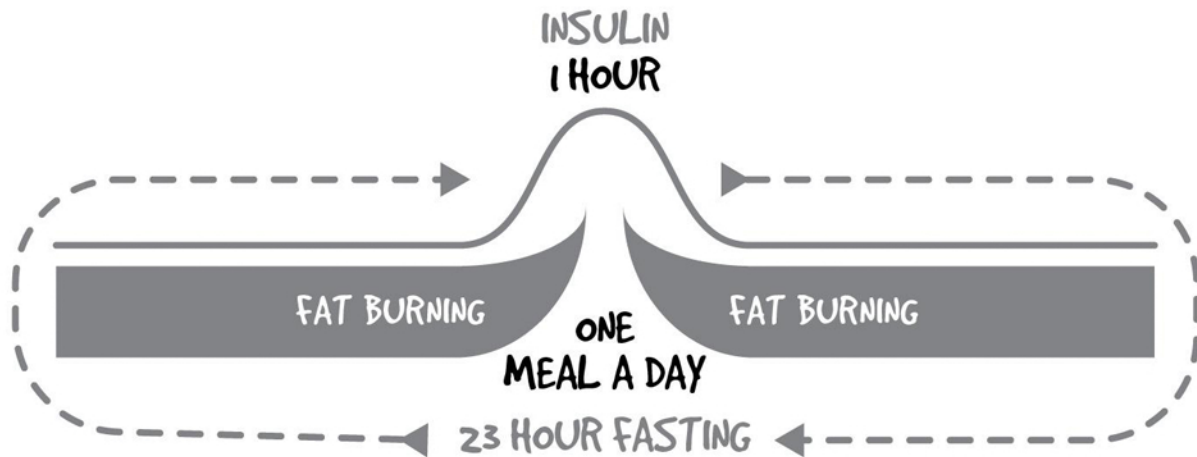 INSULIN
1 HOUR
FAT BURNING
FAT BURNING
ONE
MEAL A DAY
23 HOUR FASTING